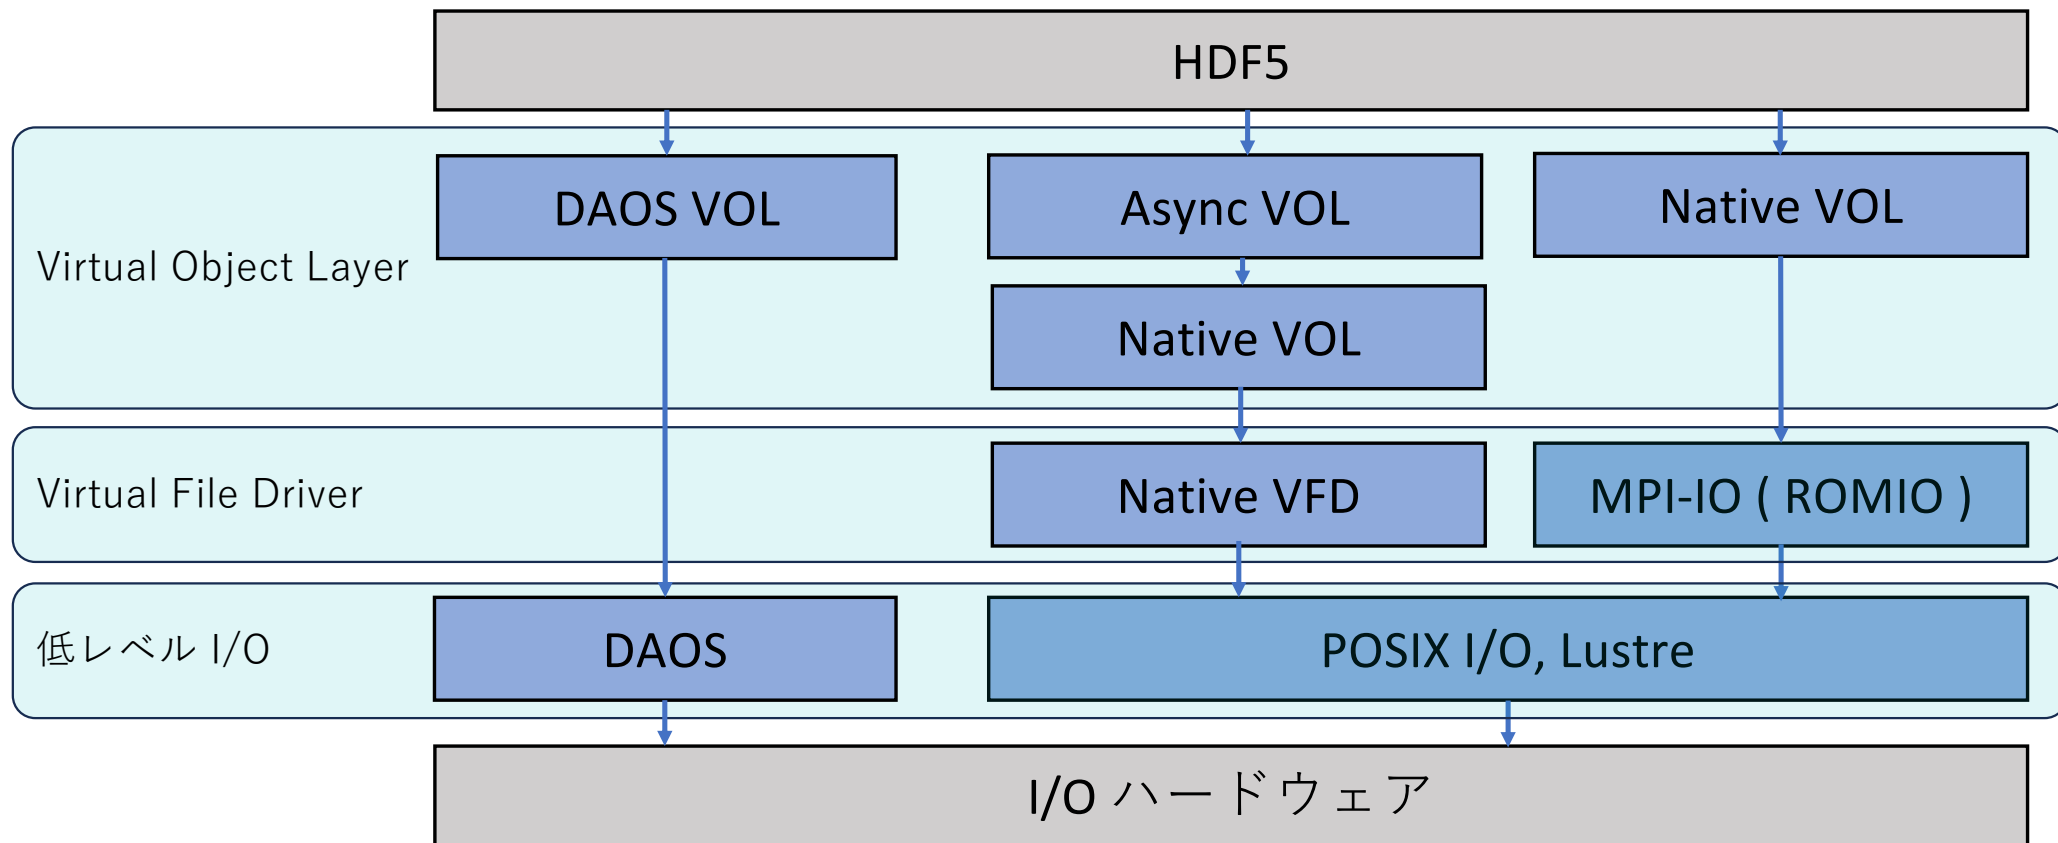 HDF5
Virtual Object Layer
DAOS VOL
Async VOL
Native VOL
Native VOL
Virtual File Driver
Native VFD
MPI-IO ( ROMIO )
低レベル I/O
DAOS
POSIX I/O, Lustre
I/O ハードウェア